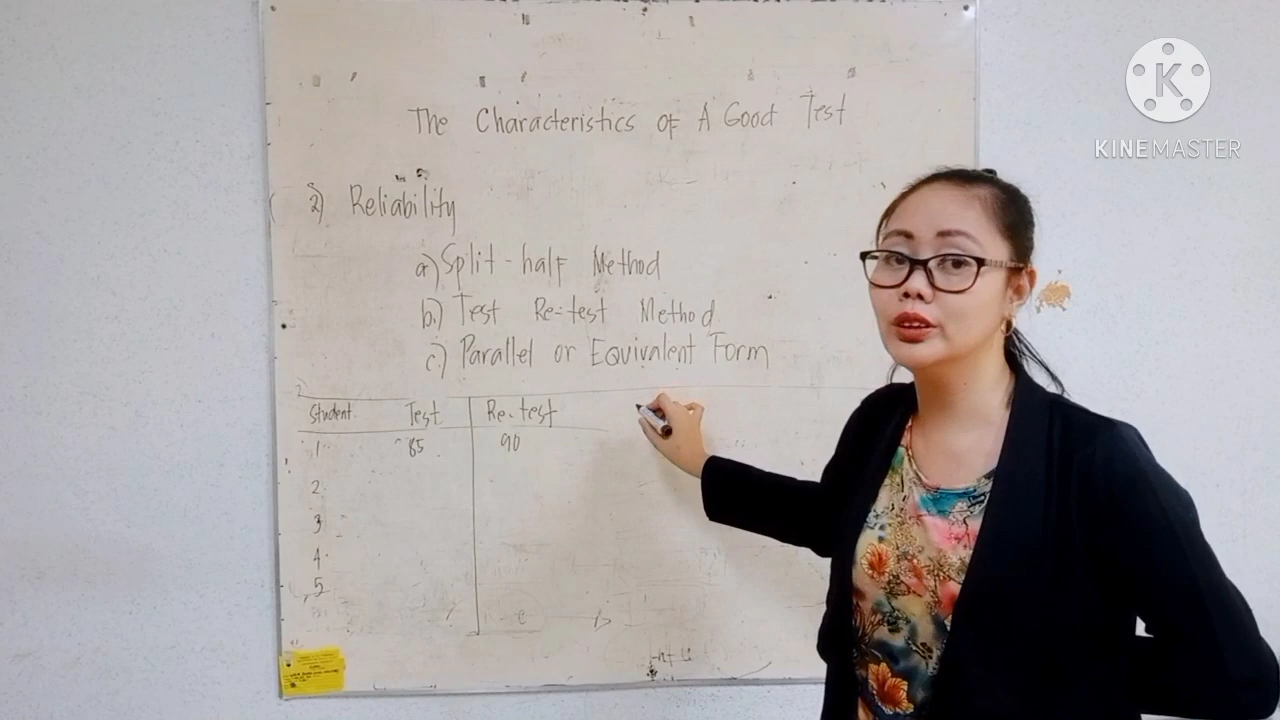 The Characteristics of A Good Test
2) Reliability
a) Split-half Method
b.) Test Re-test Method
c.) Parallel or Equivalent Form
Student Test Re-test
1 85 90
2
3
4
5
K
KINEMASTER